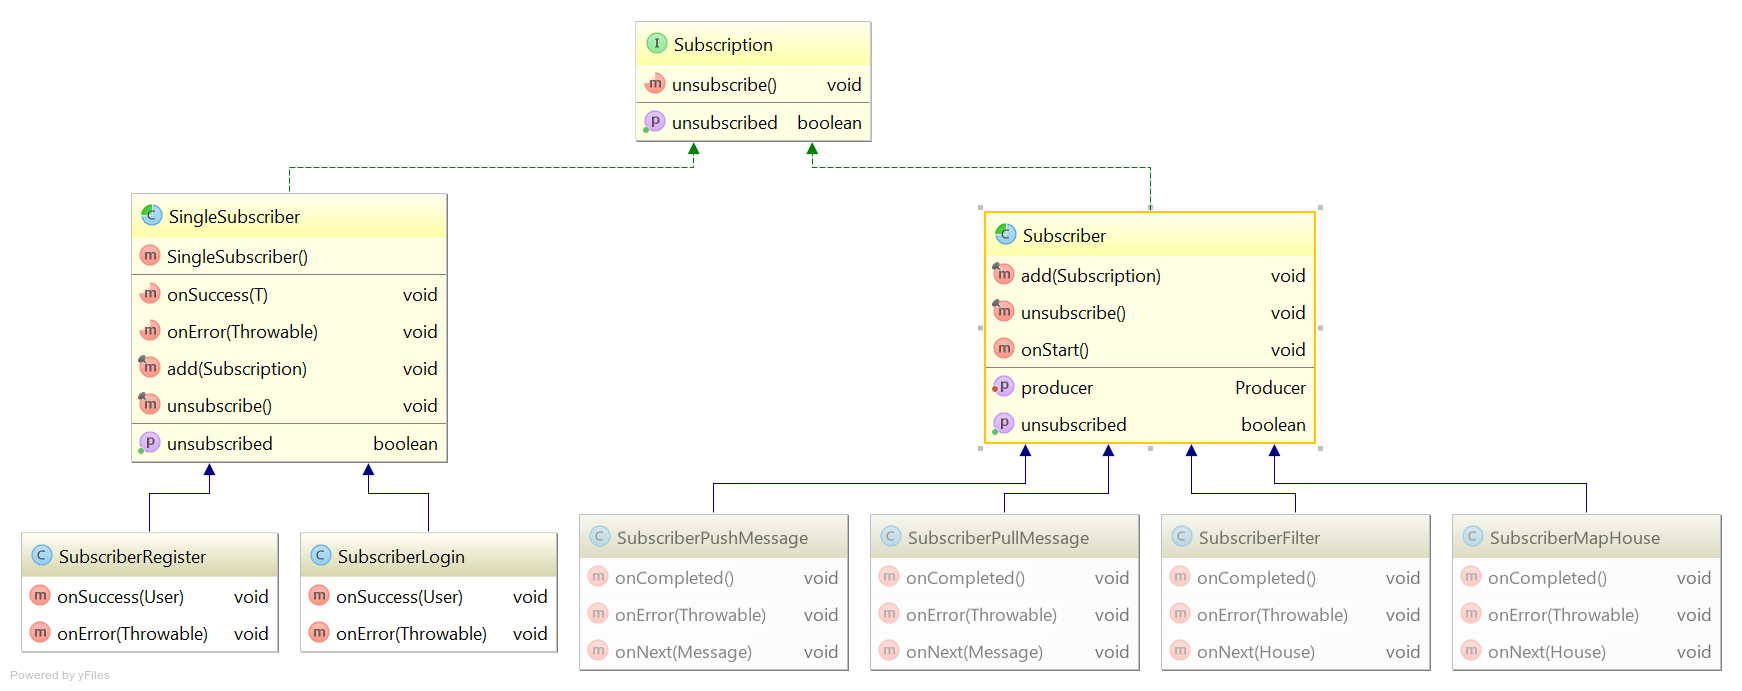 Subscription
unsubscribe() void
unsubscribed boolean
SingleSubscriber
SingleSubscriber()
onSuccess(T) void
onError(Throwable) void
add(Subscription) void
unsubscribe() void
unsubscribed boolean
Subscriber
add(Subscription) void
unsubscribe() void
onStart() void
producer Producer
unsubscribed boolean
SubscriberRegister
onSuccess(User) void
onError(Throwable) void
SubscriberLogin
onSuccess(User) void
onError(Throwable) void
SubscriberPushMessage
onCompleted() void
onError(Throwable) void
onNext(Message) void
SubscriberPullMessage
onCompleted() void
onError(Throwable) void
onNext(Message) void
SubscriberFilter
onCompleted() void
onError(Throwable) void
onNext(House) void
SubscriberMapHouse
onCompleted() void
onError(Throwable) void
onNext(House) void
Powered by yFiles